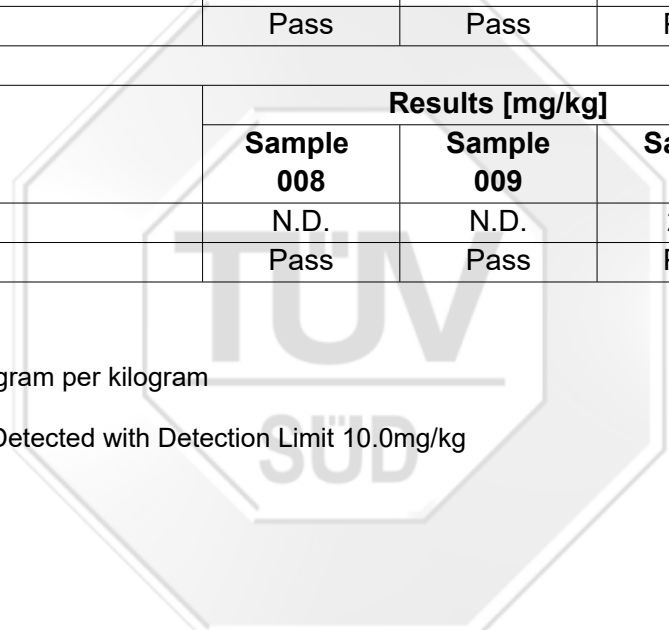 Pass Pass
Results [mg/kg]
Sample Sample
008 009
N.D. N.D.
Pass Pass
gram per kilogram
Detected with Detection Limit 10.0mg/kg
TÜV
SÜD